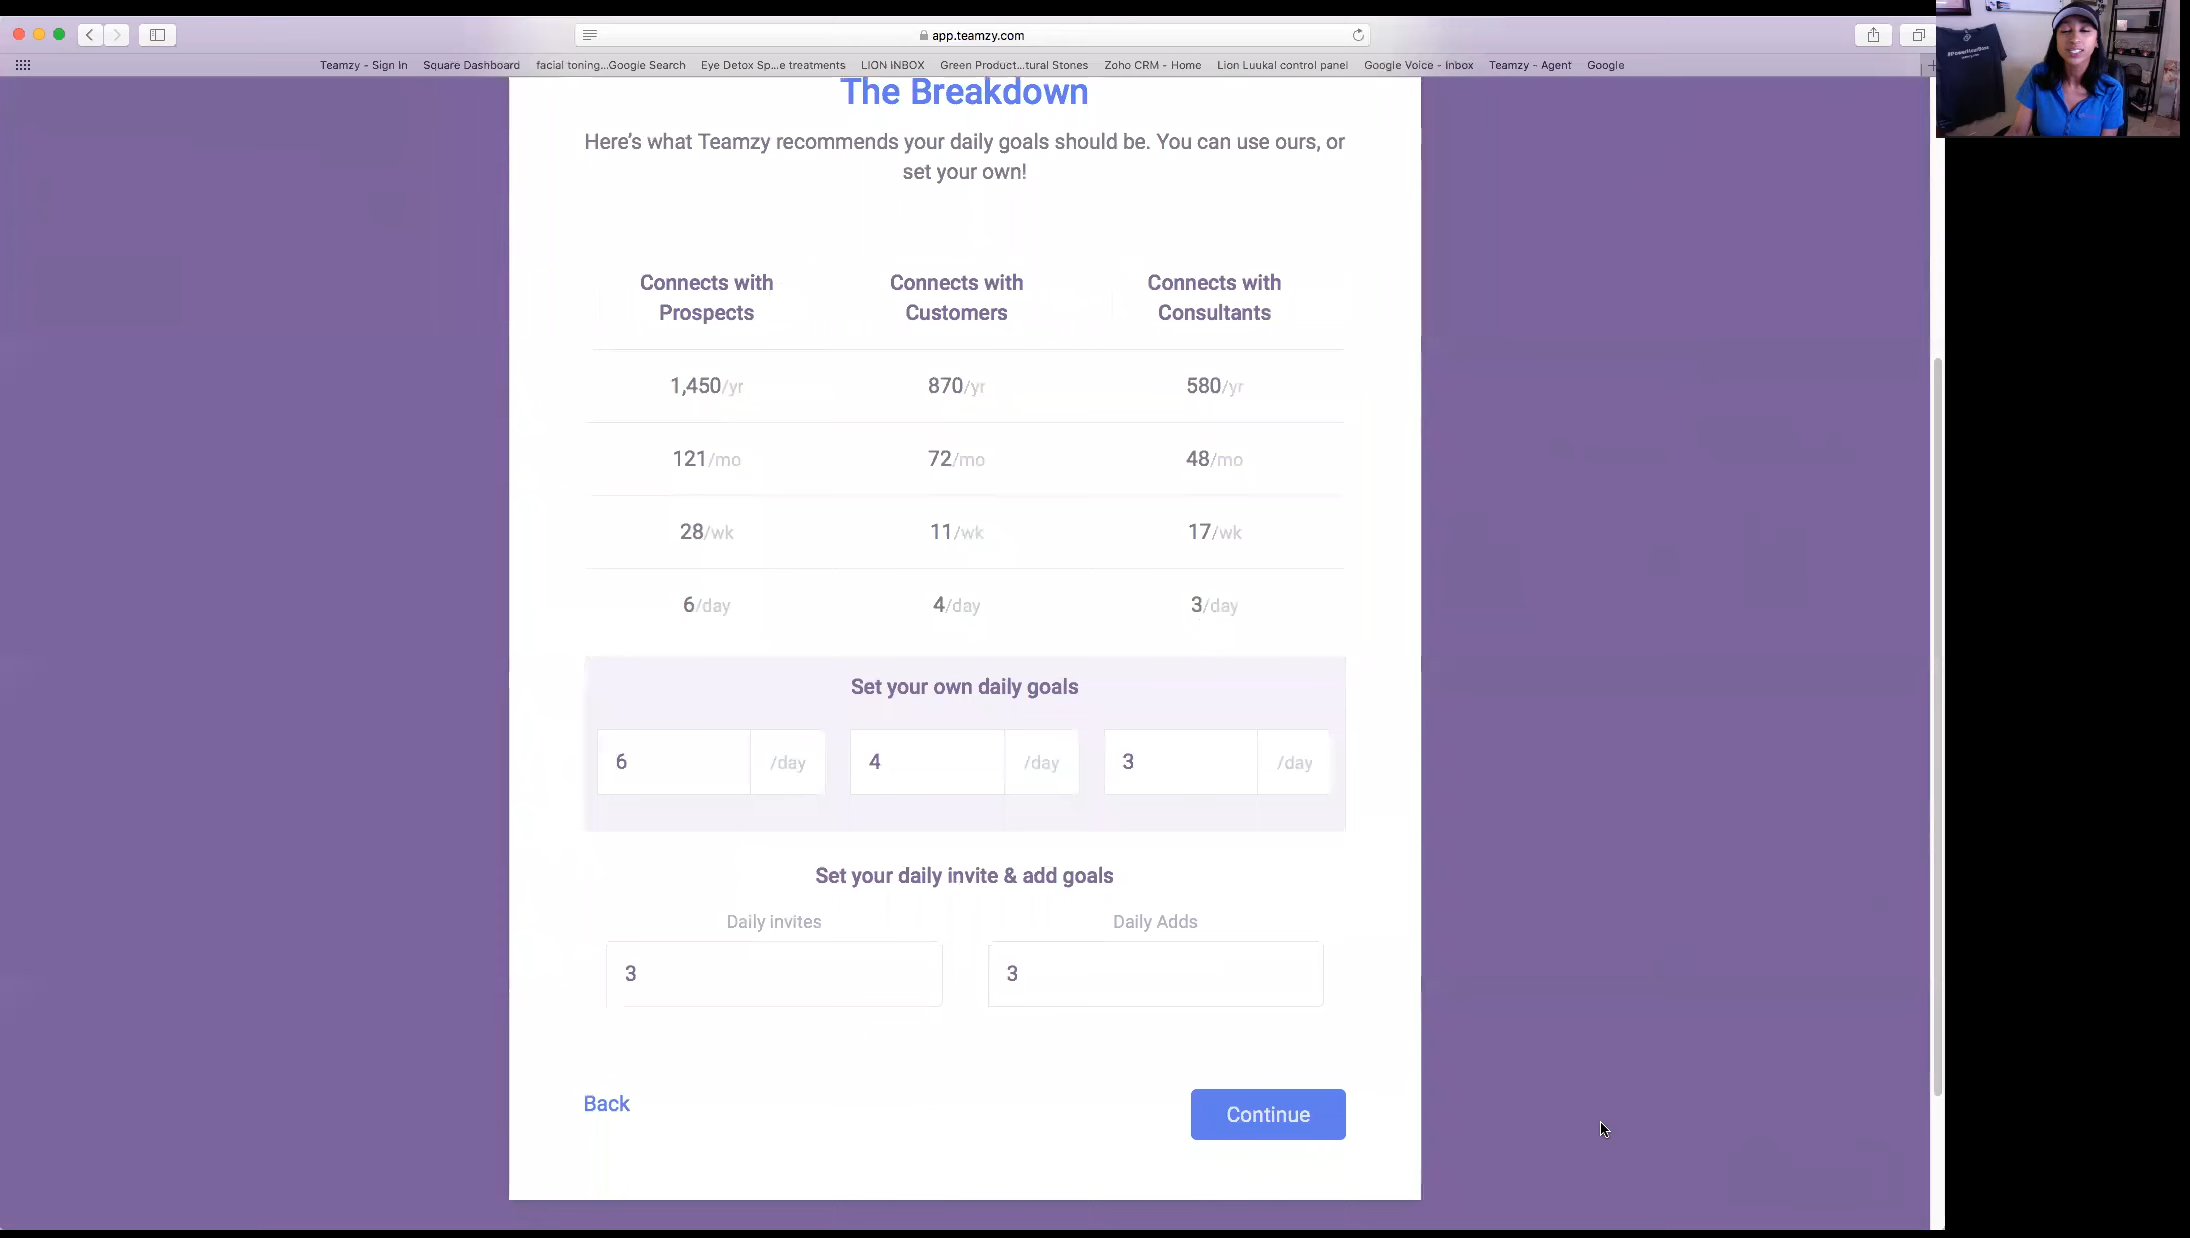 app.teamzy.com
Teamzy - Sign In Square Dashboard facial toning...Google Search Eye Detox Sp...e treatments LION INBOX Green Product...tural Stones Zoho CRM - Home Lion Luukal control panel Google Voice - Inbox Teamzy - Agent Google
The Breakdown
Here's what Teamzy recommends your daily goals should be. You can use ours, or
set your own!
Connects with Prospects
Connects with Customers
Connects with Consultants
1,450/yr 870/yr 580/yr
121/mo 72/mo 48/mo
28/wk 11/wk 17/wk
6/day 4/day 3/day
Set your own daily goals
6 /day 4 /day 3 /day
Set your daily invite & add goals
Daily invites Daily Adds
3 3
Back Continue